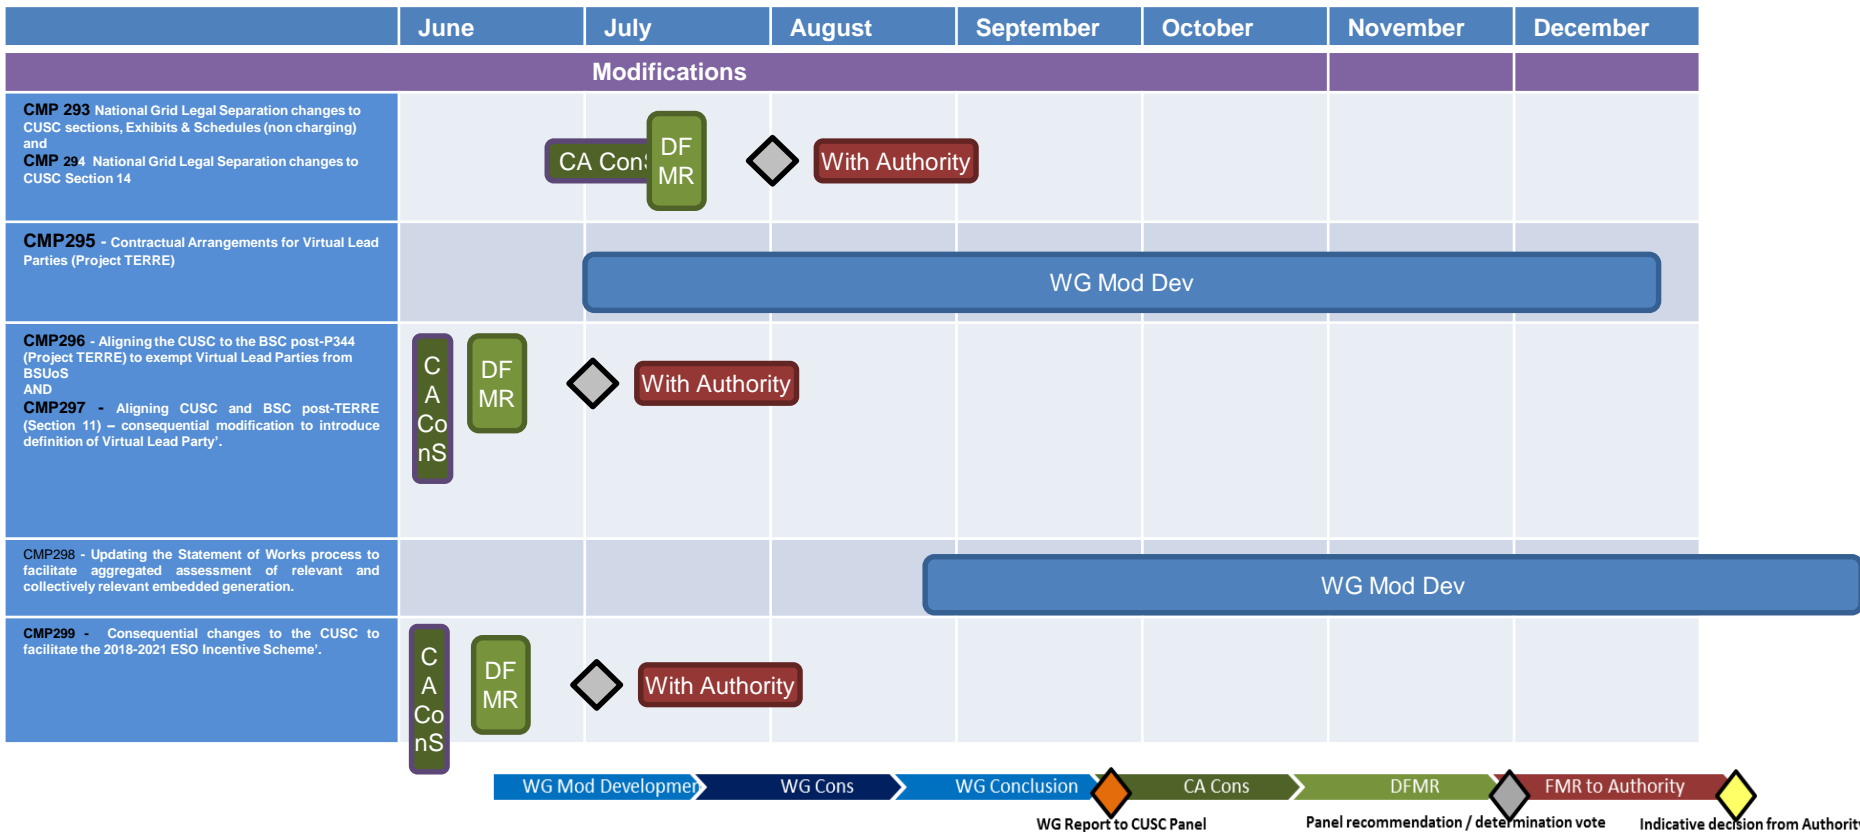 June July August September October November December
Modifications
CMP 293 National Grid Legal Separation changes to
CUSC sections, Exhibits & Schedules (non charging)
and
CMP 294 National Grid Legal Separation changes to
CUSC Section 14
CA ConS
DF
MR
With Authority
CMP295 - Contractual Arrangements for Virtual Lead
Parties (Project TERRE)
WG Mod Dev
CMP296 - Aligning the CUSC to the BSC post-P344
(Project TERRE) to exempt Virtual Lead Parties from
BSUoS
AND
CMP297 - Aligning CUSC and BSC post-TERRE
(Section 11) – consequential modification to introduce
definition of Virtual Lead Party’.
C
A
Co
nS
DF
MR
With Authority
CMP298 - Updating the Statement of Works process to
facilitate aggregated assessment of relevant and
collectively relevant embedded generation.
WG Mod Dev
CMP299 - Consequential changes to the CUSC to
facilitate the 2018-2021 ESO Incentive Scheme’.
C
A
Co
nS
DF
MR
With Authority
WG Mod Developmen WG Cons WG Conclusion CA Cons DFMR FMR to Authority
WG Report to CUSC Panel Panel recommendation / determination vote Indicative decision from Authority